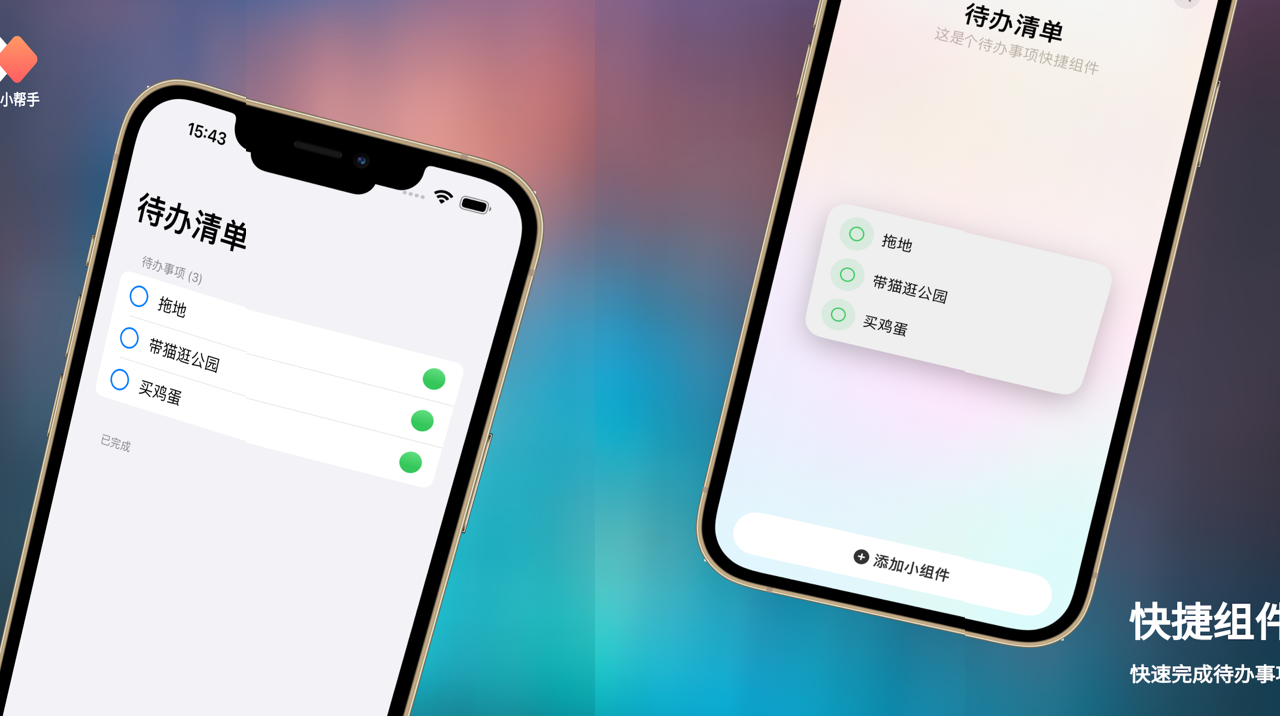 小帮手
15:43
待办清单
待办事项 (3)
拖地
带猫逛公园
买鸡蛋
已完成
待办清单
这是个待办事项快捷组件
拖地
带猫逛公园
买鸡蛋
添加小组件
快捷组件
快速完成待办事项